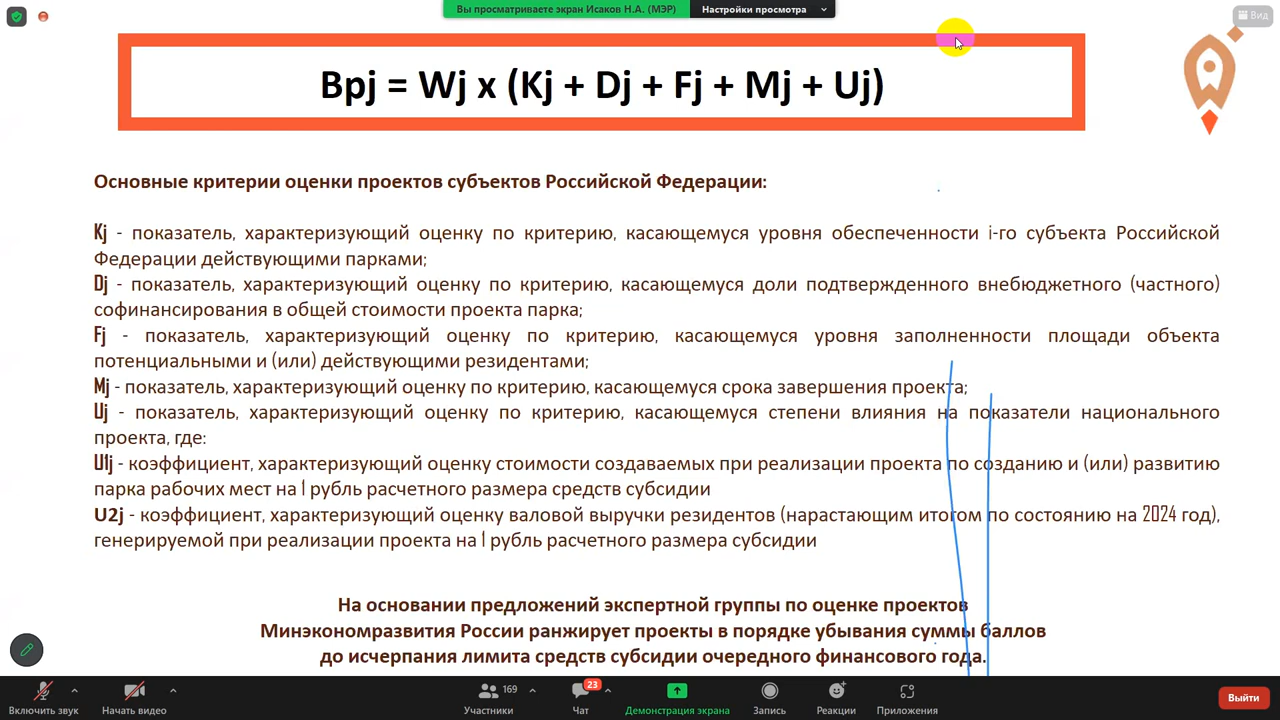 Вы просматриваете экран Исаков Н.А. (МЭР) Настройки просмотра
Вид
Bpj = Wj x (Kj + Dj + Fj + Mj + Uj)
Основные критерии оценки проектов субъектов Российской Федерации:
Kj - показатель, характеризующий оценку по критерию, касающемуся уровня обеспеченности i-го субъекта Российской
Федерации действующими парками;
Dj - показатель, характеризующий оценку по критерию, касающемуся доли подтвержденного внебюджетного (частного)
софинансирования в общей стоимости проекта парка;
Fj - показатель, характеризующий оценку по критерию, касающемуся уровня заполненности площади объекта
потенциальными и (или) действующими резидентами;
Mj - показатель, характеризующий оценку по критерию, касающемуся срока завершения проекта;
Uj - показатель, характеризующий оценку по критерию, касающемуся степени влияния на показатели национального
проекта, где:
U1j - коэффициент, характеризующий оценку стоимости создаваемых при реализации проекта по созданию и (или) развитию
парка рабочих мест на 1 рубль расчетного размера средств субсидии
U2j - коэффициент, характеризующий оценку валовой выручки резидентов (нарастающим итогом по состоянию на 2024 год),
генерируемой при реализации проекта на 1 рубль расчетного размера субсидии
На основании предложений экспертной группы по оценке проектов
Минэкономразвития России ранжирует проекты в порядке убывания суммы баллов
до исчерпания лимита средств субсидии очередного финансового года.
169 23
Включить звук Начать видео Участники Чат Демонстрация экрана Запись Реакции Приложения Выйти